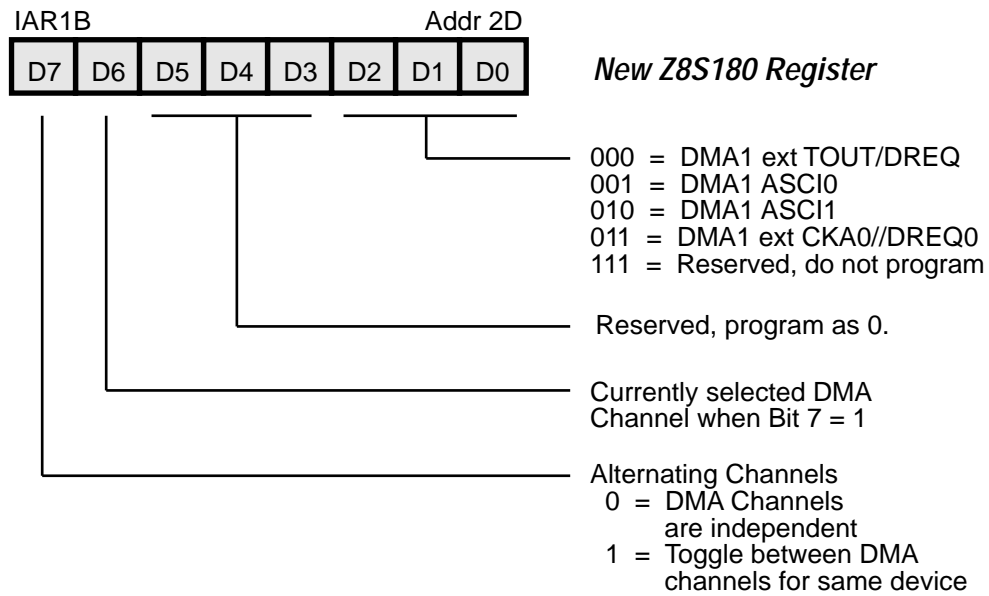 IAR1B Addr 2D
D7 D6 D5 D4 D3 D2 D1 D0
New Z8S180 Register
000 = DMA1 ext TOUT/DREQ
001 = DMA1 ASCI0
010 = DMA1 ASCI1
011 = DMA1 ext CKA0//DREQ0
111 = Reserved, do not program
Reserved, program as 0.
Currently selected DMA
Channel when Bit 7 = 1
Alternating Channels
0 = DMA Channels
are independent
1 = Toggle between DMA
channels for same device